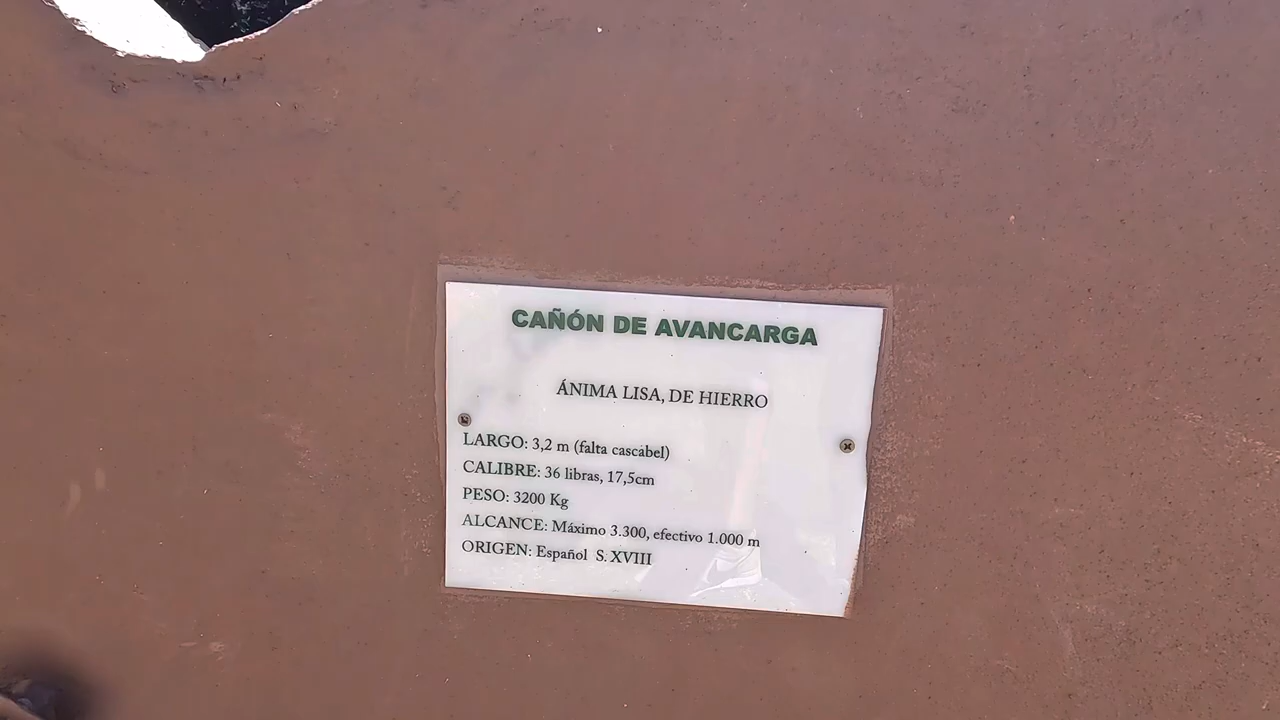 CAÑÓN DE AVANCARGA
ÁNIMA LISA, DE HIERRO
LARGO: 3,2 m (falta cascabel)
CALIBRE: 36 libras, 17,5cm
PESO: 3200 Kg
ALCANCE: Máximo 3.300, efectivo 1.000 m
ORIGEN: Español S. XVIII